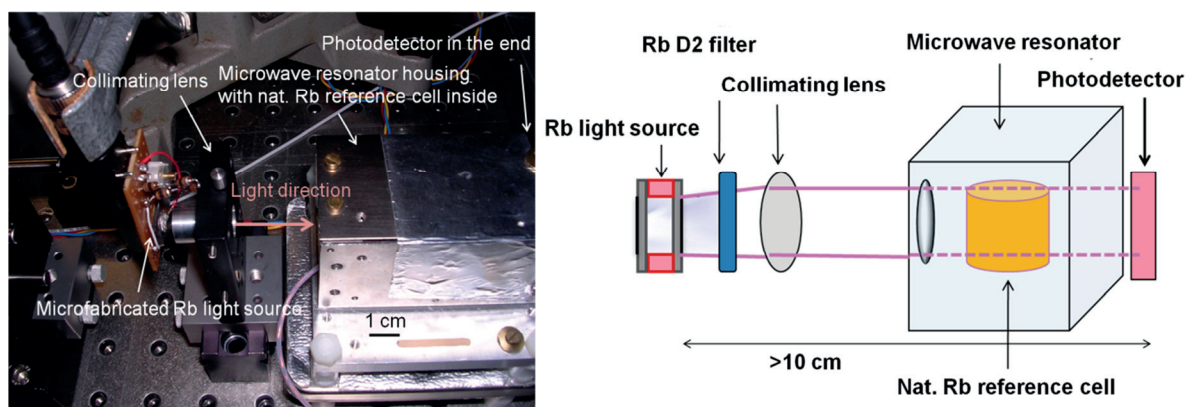 Photodetector in the end
Collimating lens
Microwave resonator housing
with nat. Rb reference cell inside
Light direction
Microfabricated Rb light source
1 cm
Rb D2 filter
Microwave resonator
Collimating lens
Photodetector
Rb light source
>10 cm
Nat. Rb reference cell